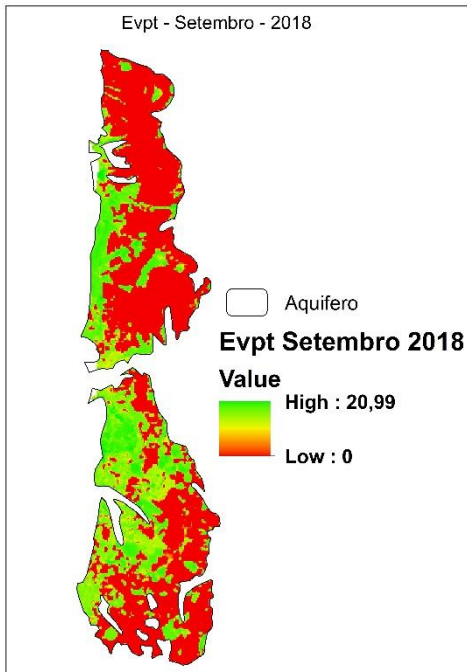 Evpt - Setembro - 2018
Aquifero
Evpt Setembro 2018
Value
High : 20,99
Low : 0